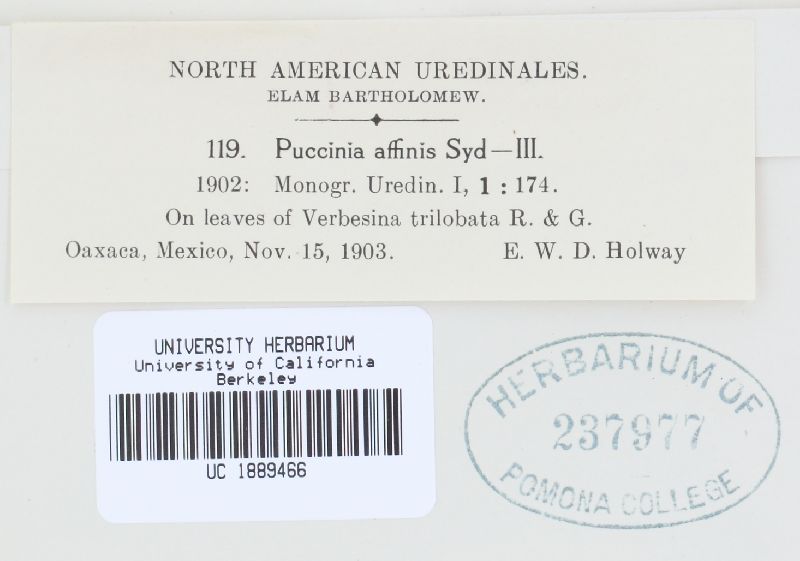 NORTH AMERICAN UREDINALES.
ELAM BARTHOLOMEW.
119. Puccinia affinis Syd—III.
1902: Monogr. Uredin. I, 1 : 174.
On leaves of Verbesina trilobata R. & G.
Oaxaca, Mexico, Nov. 15, 1903. E. W. D. Holway
UNIVERSITY HERBARIUM
University of California
Berkeley
UC 1889466
HERBARIUM OF
237977
POMONA COLLEGE